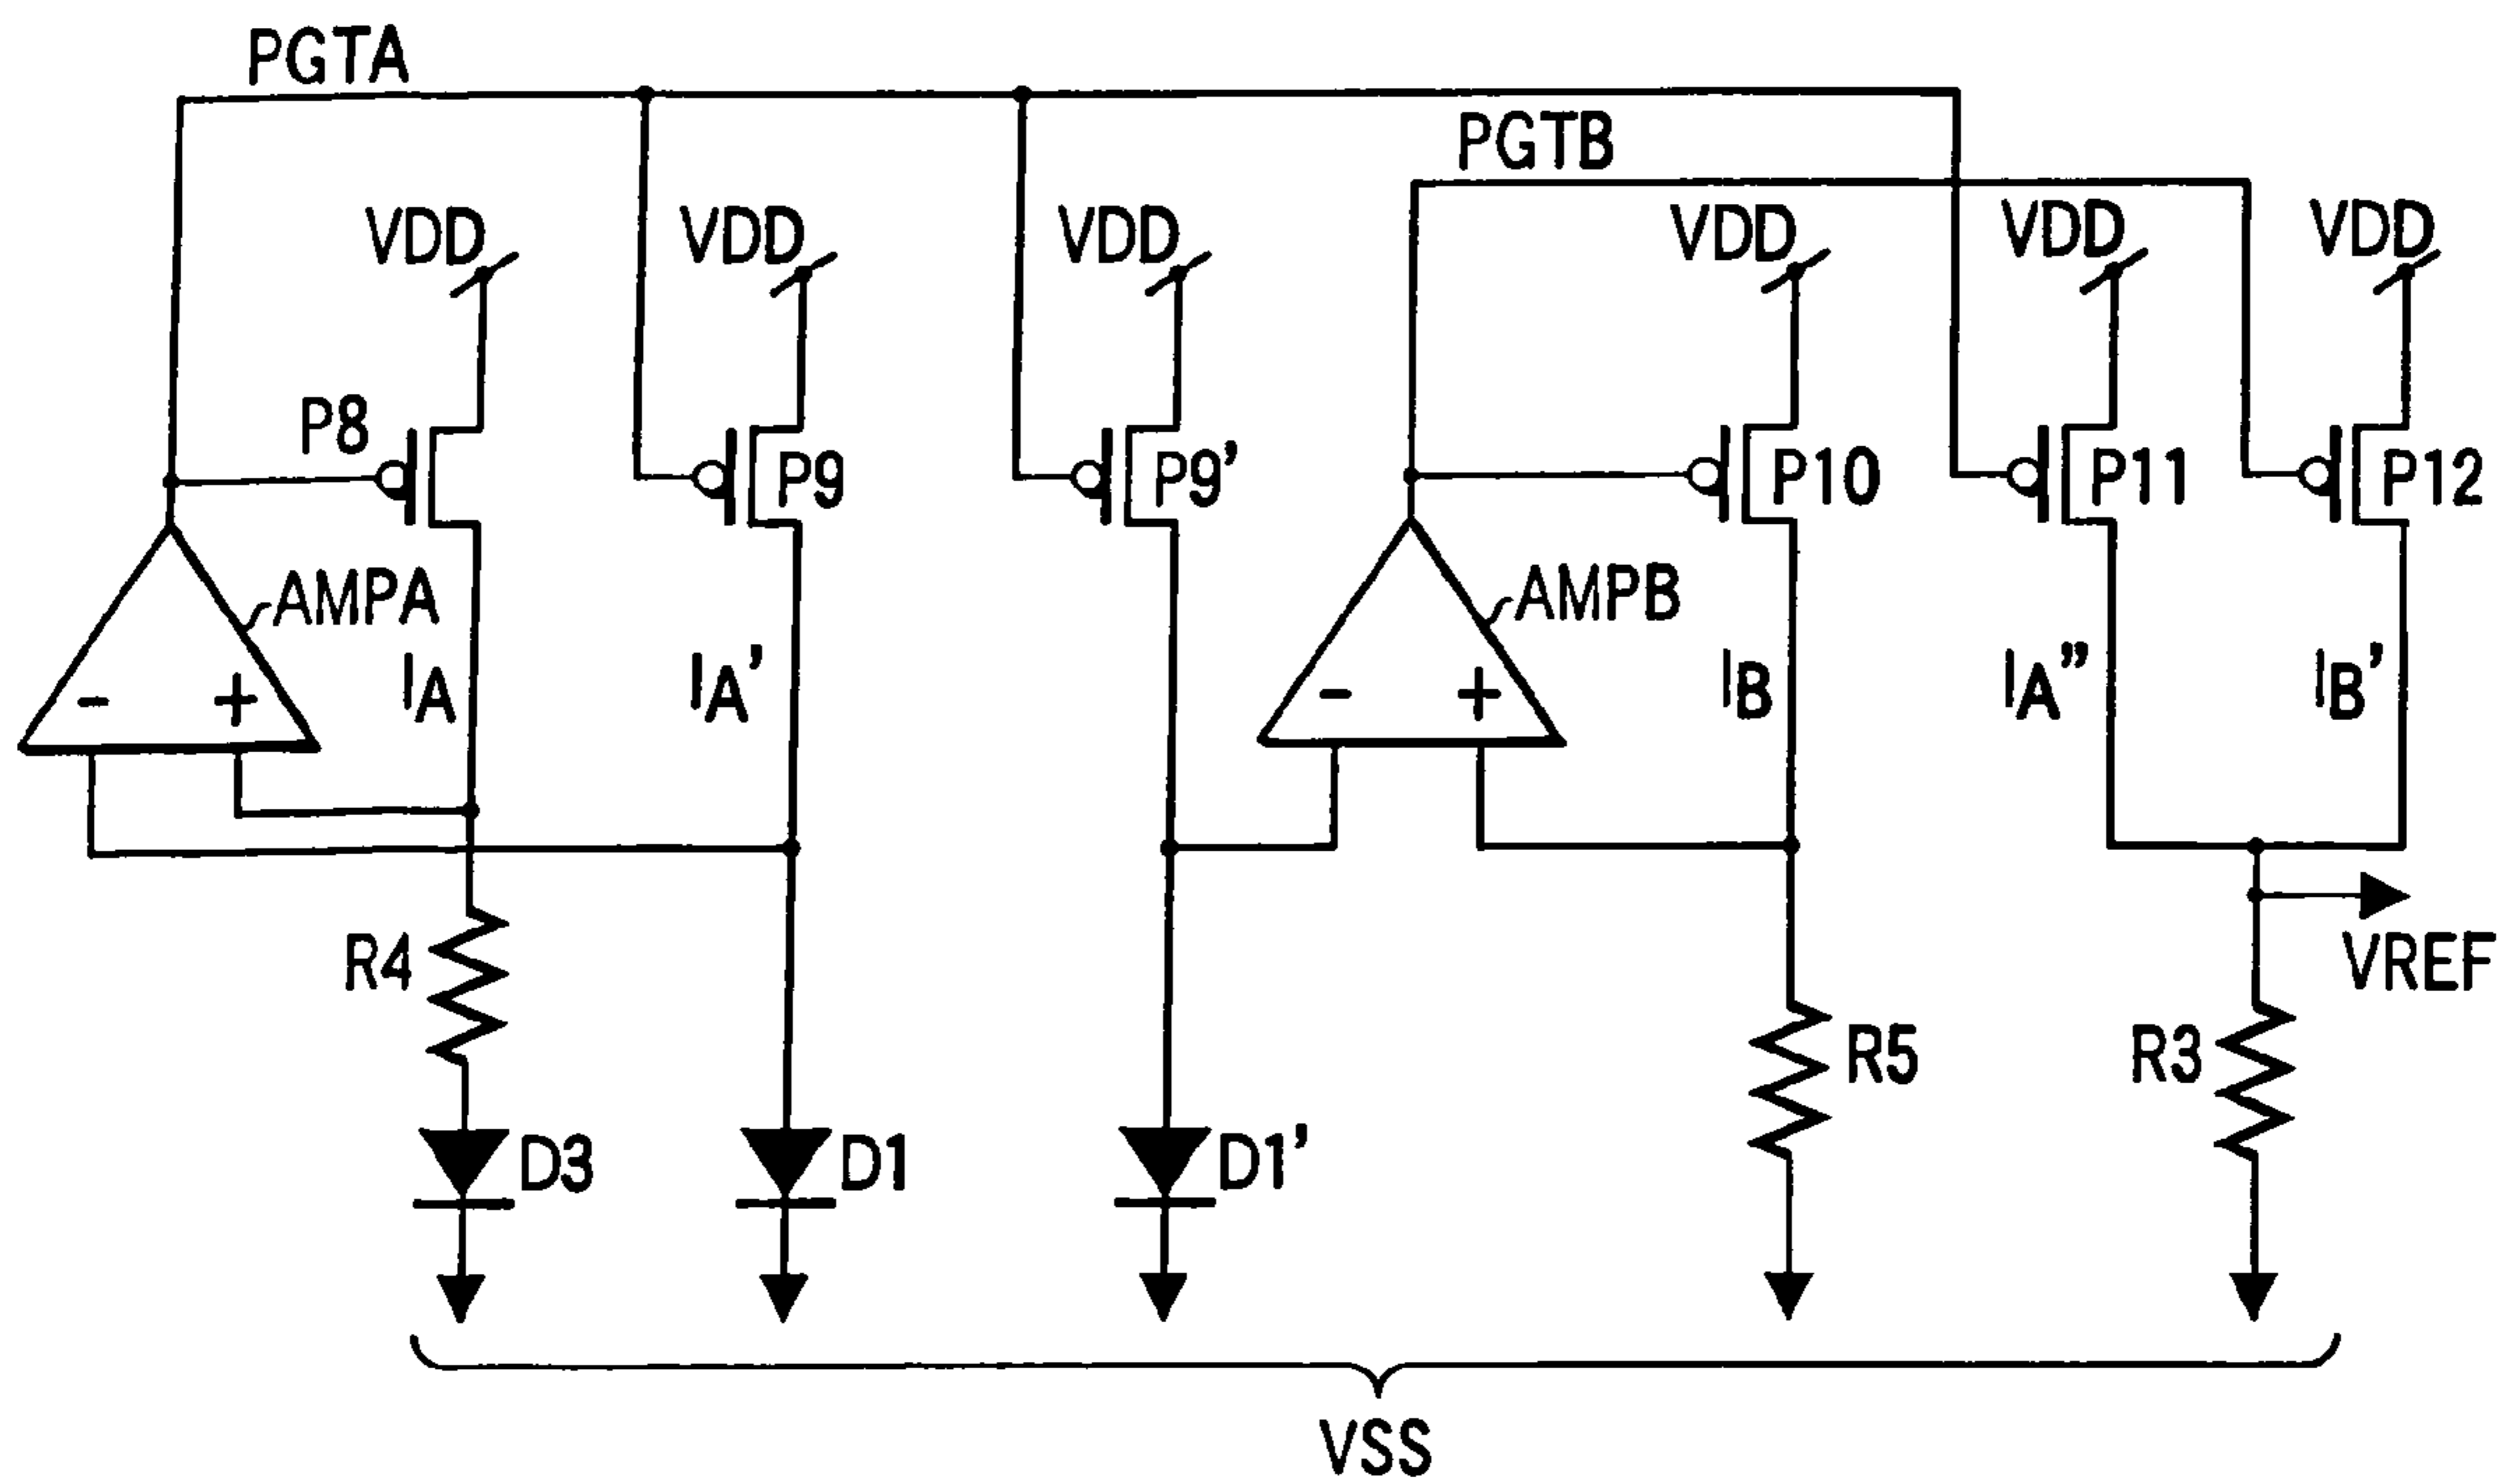 PGTA
PGTB
VDD VDD VDD VDD VDD VDD
P8 P9 P9' P10 P11 P12
AMPA AMPB
IA IA' IB IA" IB'
- + - +
VREF
R4 R5 R3
D3 D1 D1'
VSS